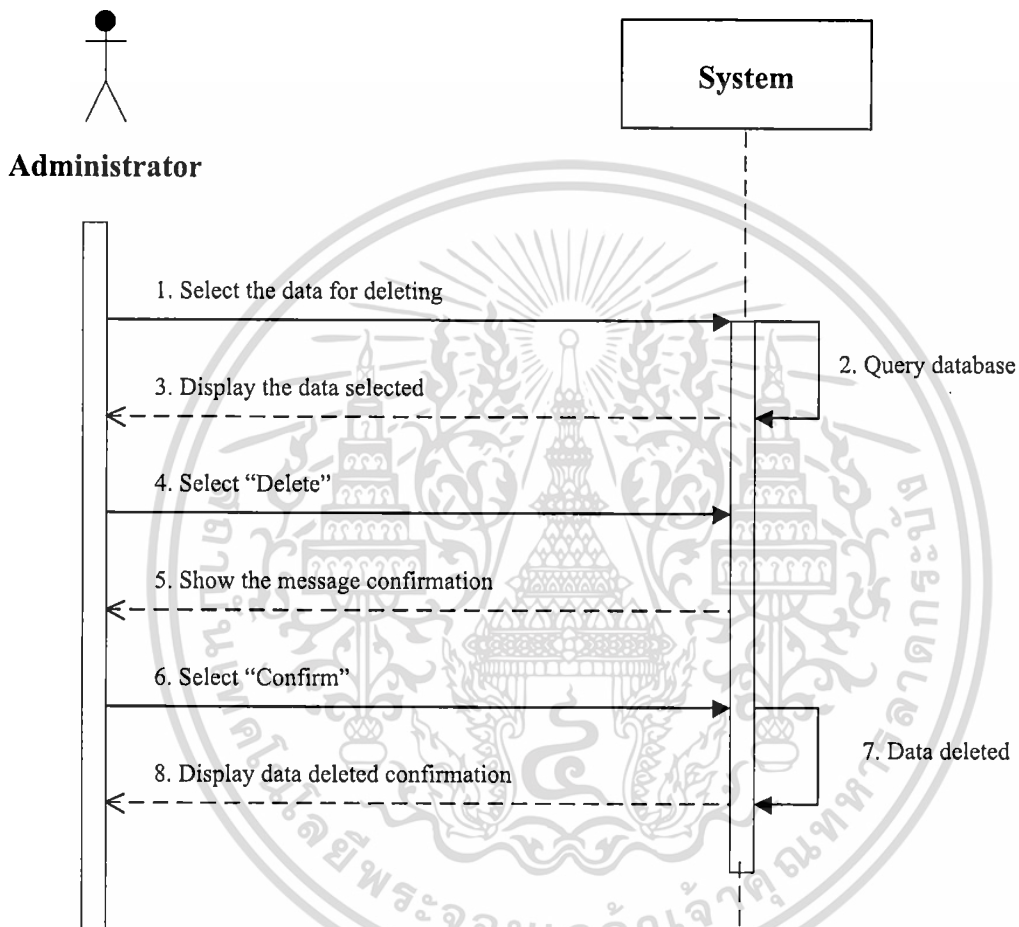 System
Administrator
1. Select the data for deleting
2. Query database
3. Display the data selected
4. Select “Delete”
5. Show the message confirmation
6. Select “Confirm”
7. Data deleted
8. Display data deleted confirmation